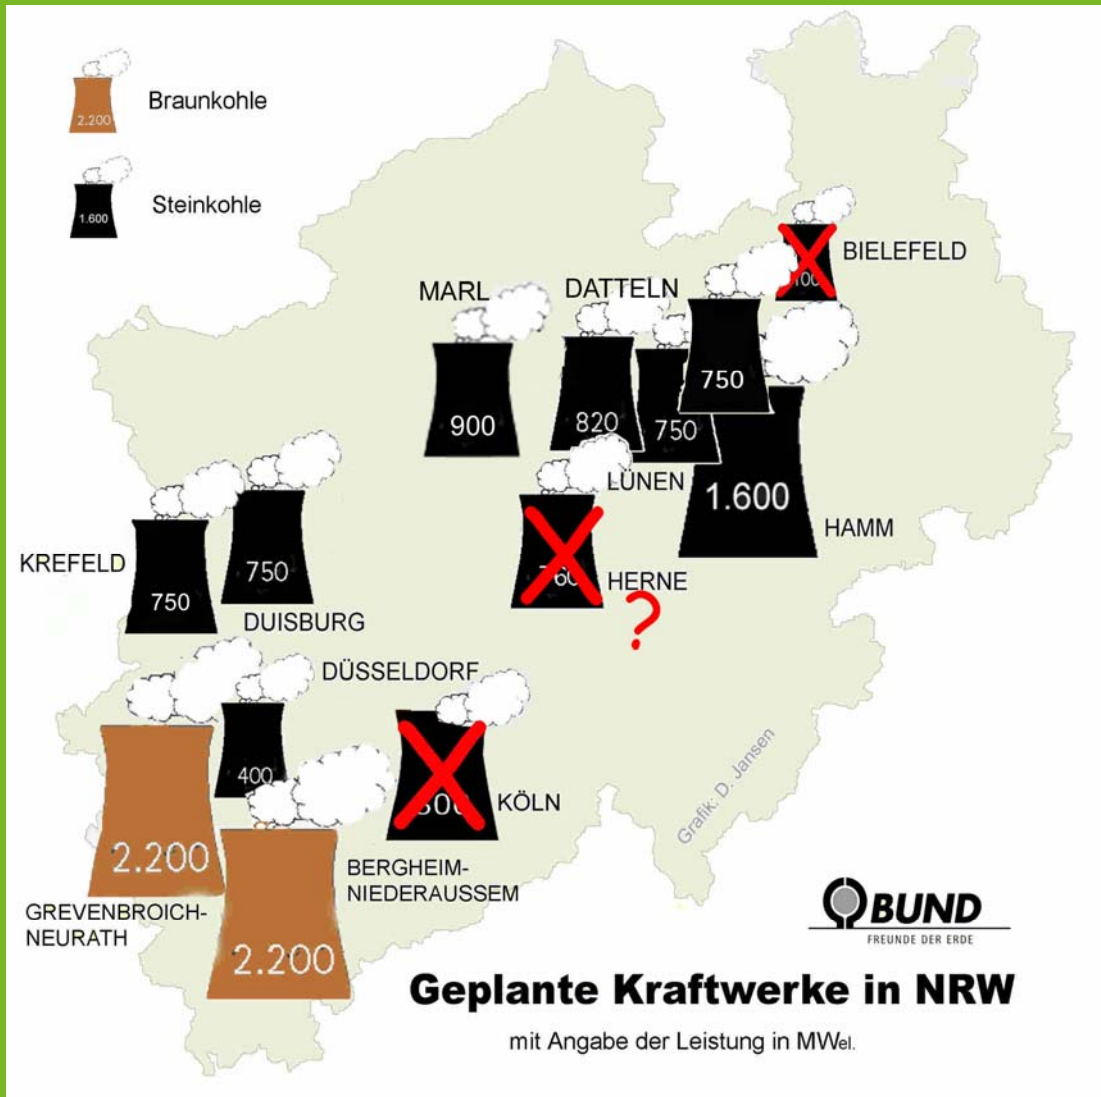 2.200
Braunkohle
1.600
Steinkohle
BIELEFELD
MARL
DATTELN
750
900
820
750
LÜNEN
1.600
HAMM
KREFELD
750
750
DUISBURG
HERNE
?
DÜSSELDORF
400
KÖLN
2.200
GREVENBROICH-
NEURATH
BERGHEIM-
NIEDERAUSSEM
2.200
Grafik: D. Jansen
BUND
FREUNDE DER ERDE
Geplante Kraftwerke in NRW
mit Angabe der Leistung in MWel.